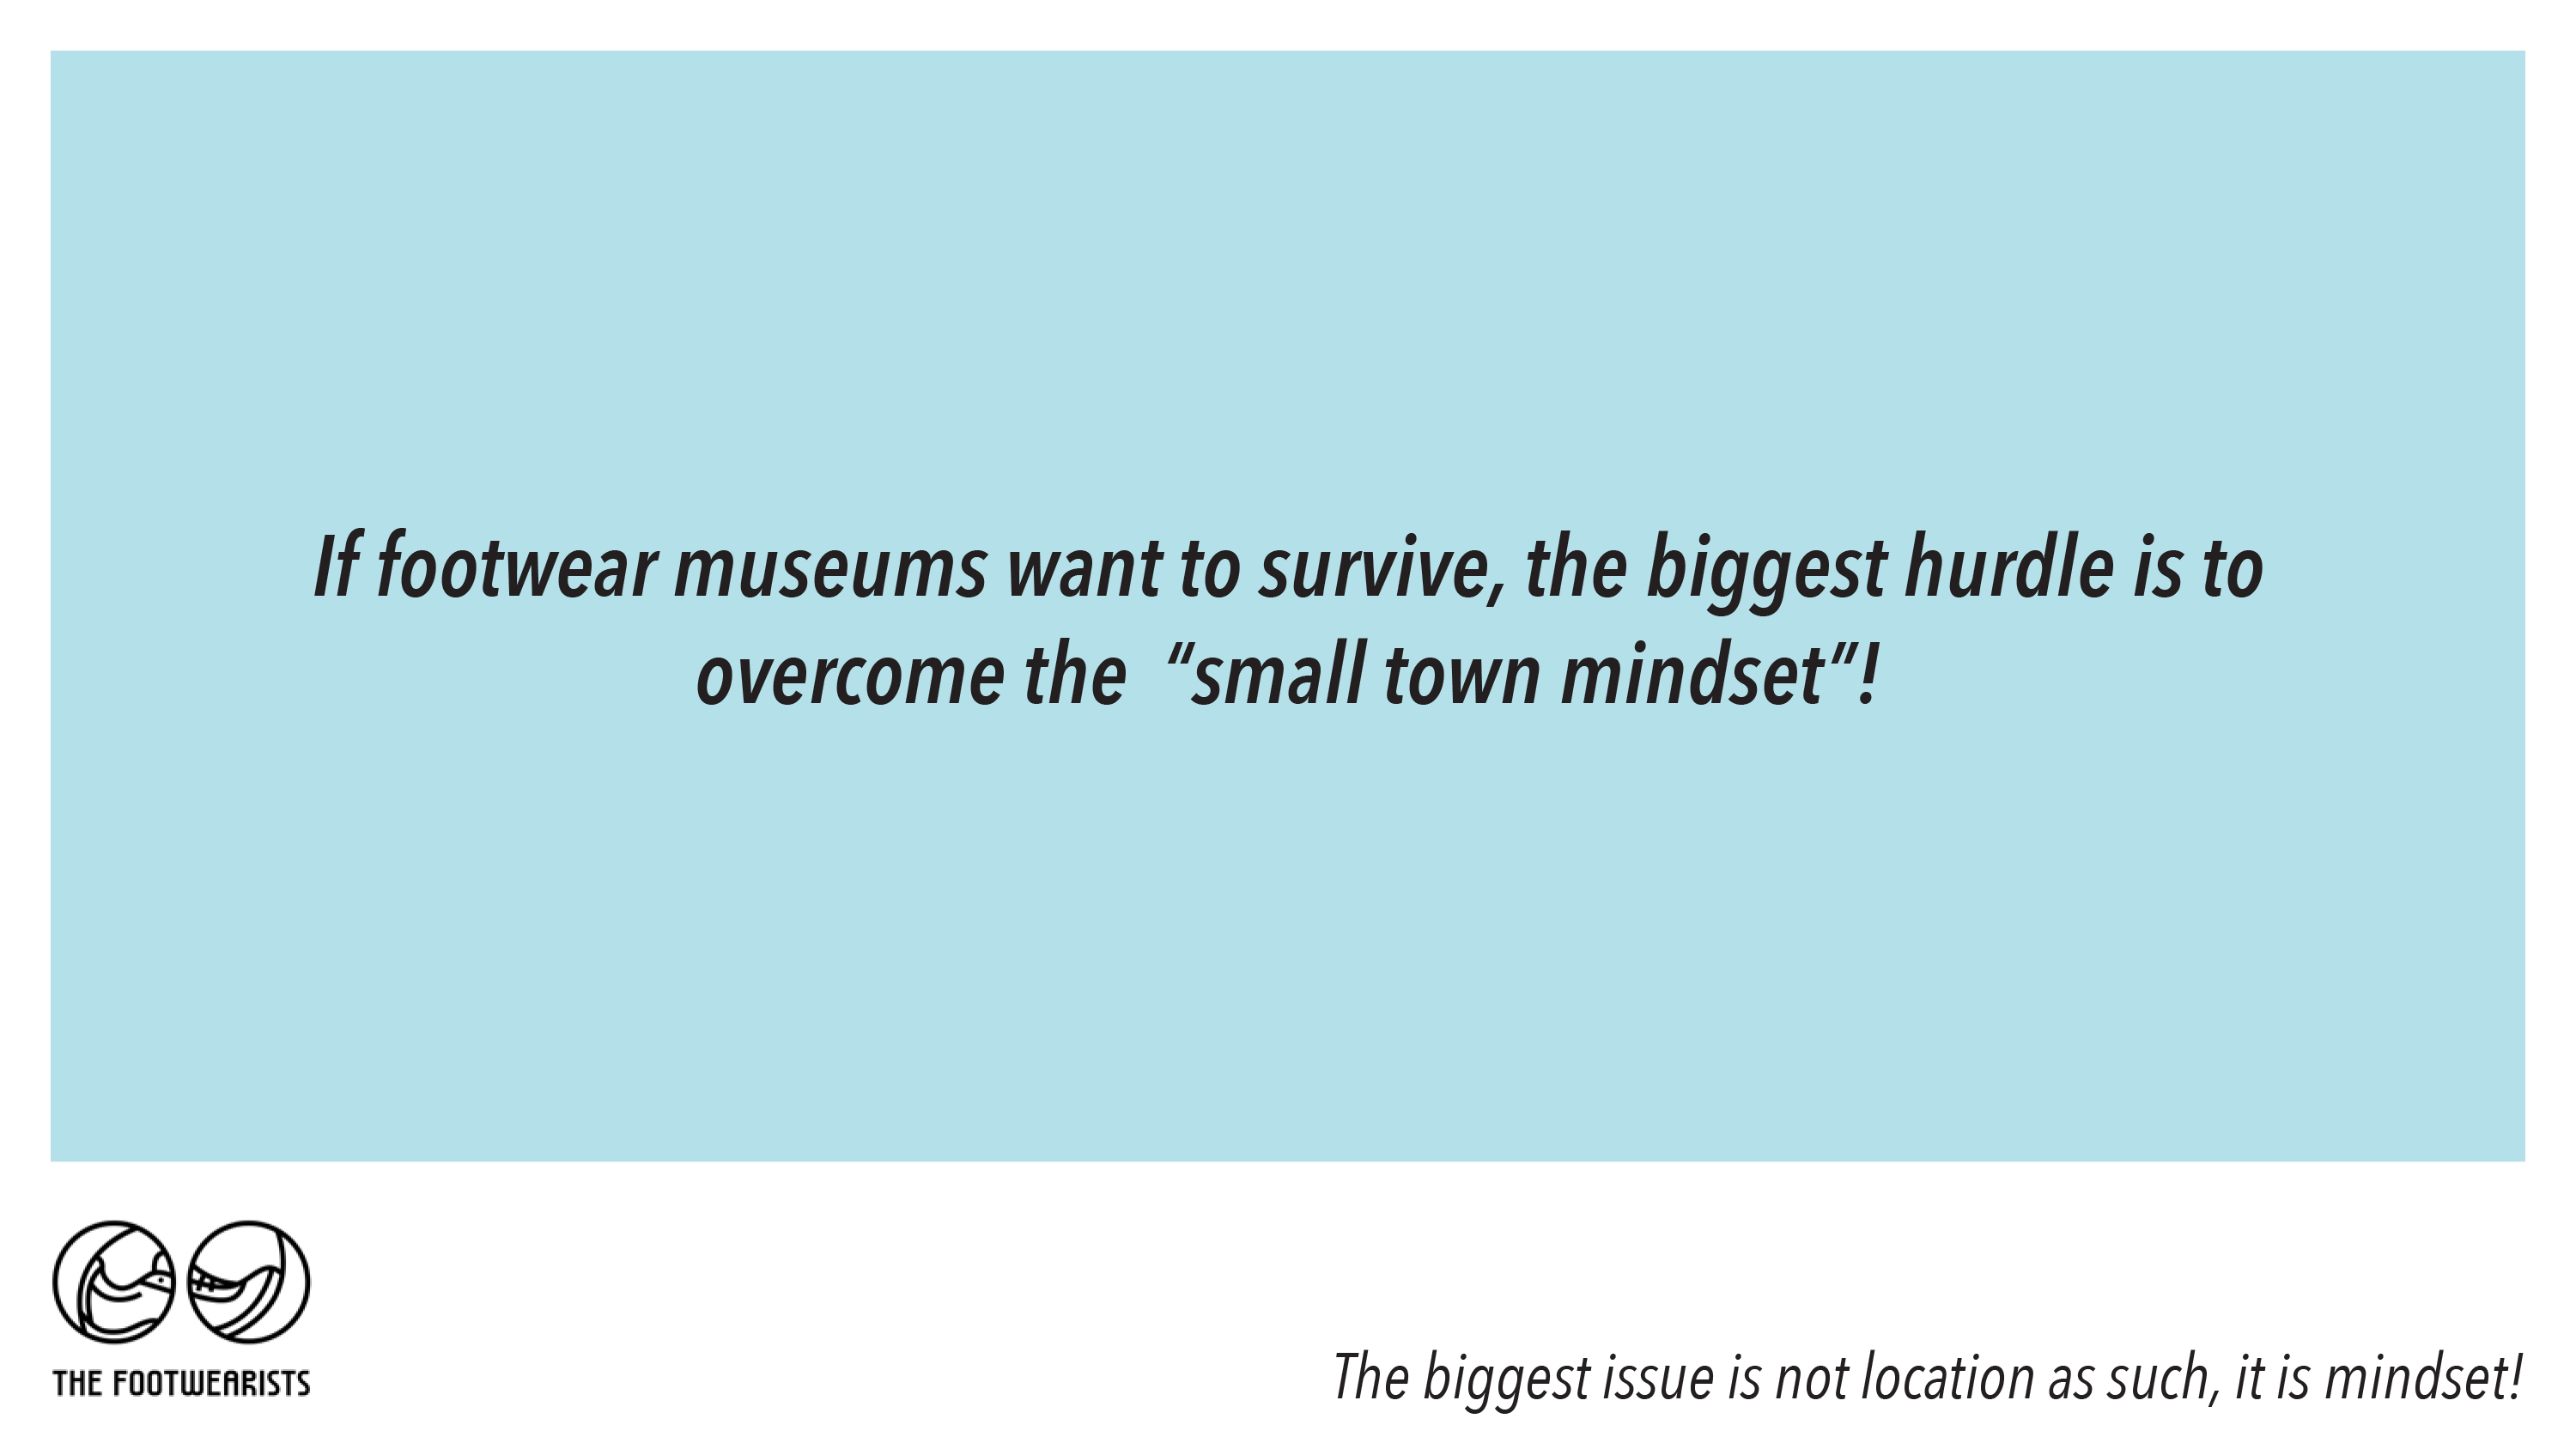 If footwear museums want to survive, the biggest hurdle is to
overcome the “small town mindset”!
THE FOOTWEARISTS
The biggest issue is not location as such, it is mindset!